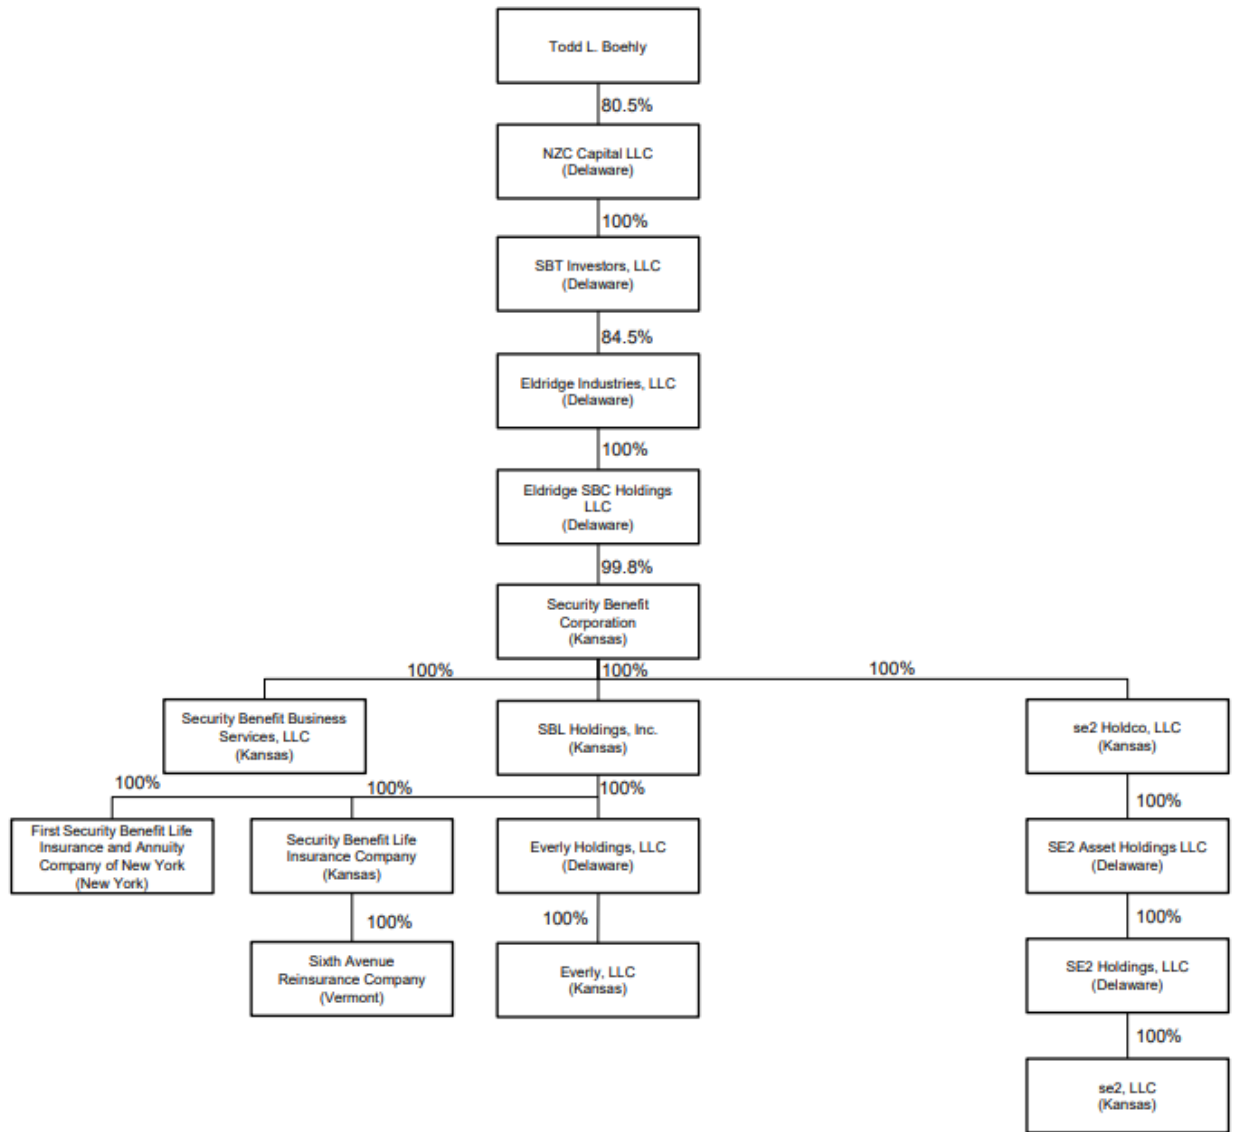 Todd L. Boehly
80.5%
NZC Capital LLC
(Delaware)
100%
SBT Investors, LLC
(Delaware)
84.5%
Eldridge Industries, LLC
(Delaware)
100%
Eldridge SBC Holdings
LLC
(Delaware)
99.8%
Security Benefit
Corporation
(Kansas)
100%
100%
100%
Security Benefit Business
Services, LLC
(Kansas)
SBL Holdings, Inc.
(Kansas)
se2 Holdco, LLC
(Kansas)
100%
100%
100%
100%
First Security Benefit Life
Insurance and Annuity
Company of New York
(New York)
Security Benefit Life
Insurance Company
(Kansas)
Everly Holdings, LLC
(Delaware)
SE2 Asset Holdings LLC
(Delaware)
100%
100%
100%
Sixth Avenue
Reinsurance Company
(Vermont)
Everly, LLC
(Kansas)
SE2 Holdings, LLC
(Delaware)
100%
se2, LLC
(Kansas)